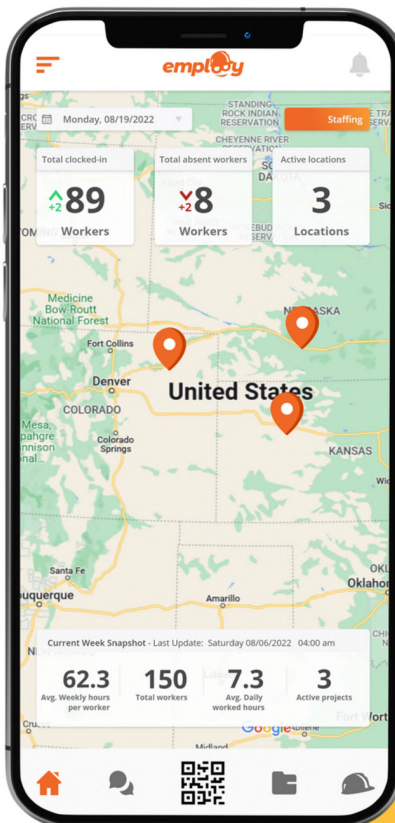 employ
Monday, 08/19/2022
Staffing
STANDING
ROCK INDIAN
RESERVATION
CHEYENNE RIVER
RESERVATION
Total clocked-in
Total absent workers
Active locations
+2 89
+2 8
3
Workers
Workers
Locations
Medicine
Bow-Routt
National Forest
NEBRASKA
Fort Collins
Denver
United States
COLORADO
Colorado
Springs
KANSAS
Santa Fe
Amarillo
Current Week Snapshot - Last Update: Saturday 08/06/2022 04:00 am
62.3
150
7.3
3
Avg. Weekly hours
per worker
Total workers
Avg. Daily
worked hours
Active projects
Google
Midland